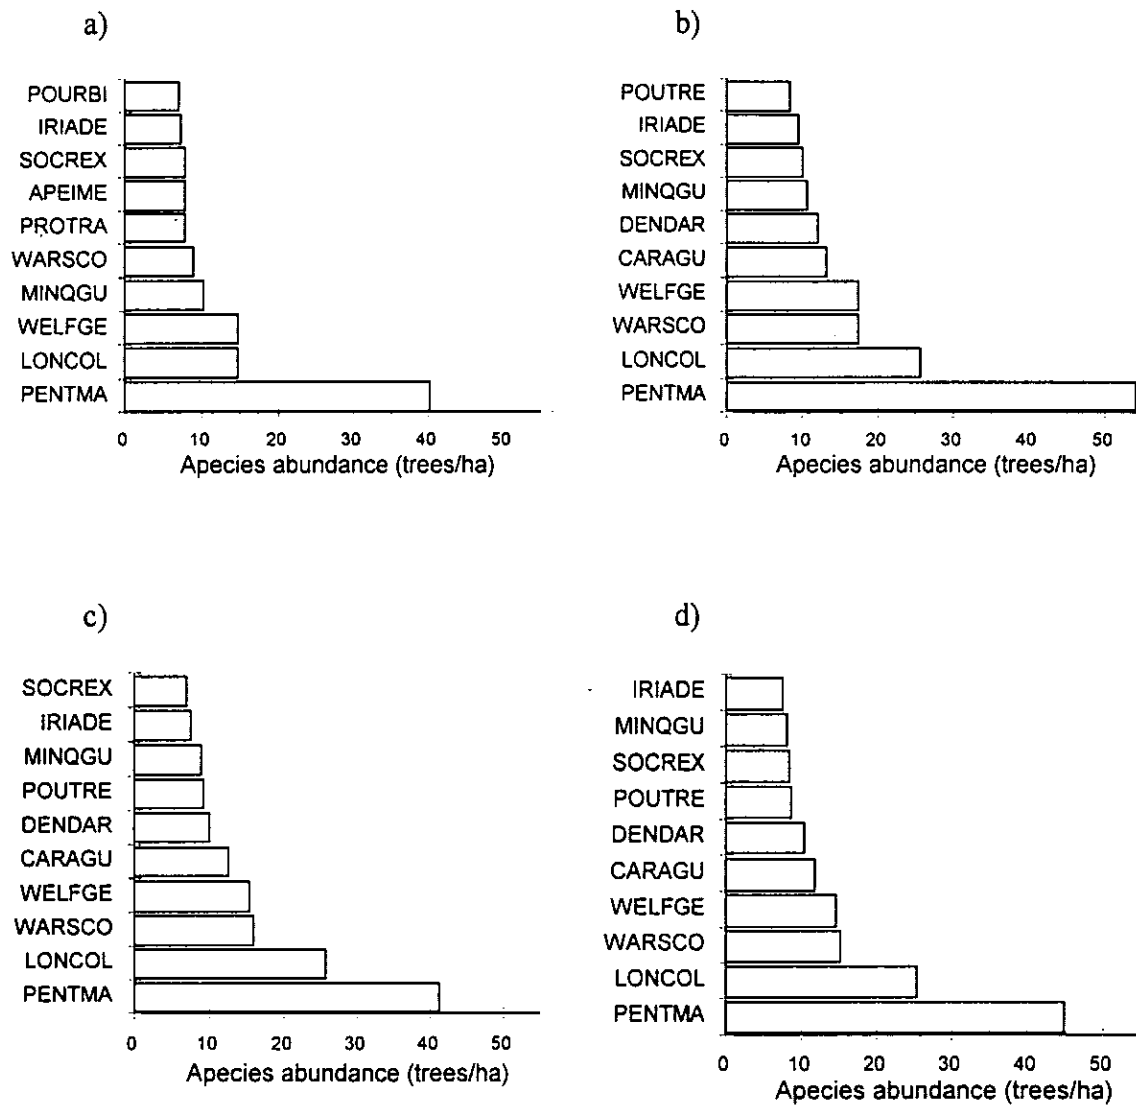 a)
POURBI
IRIADE
SOCREX
APEIME
PROTRA
WARSCO
MINQGU
WELFGE
LONCOL
PENTMA
0 10 20 30 40 50
Apecies abundance (trees/ha)
b)
POUTRE
IRIADE
SOCREX
MINQGU
DENDAR
CARAGU
WELFGE
WARSCO
LONCOL
PENTMA
0 10 20 30 40 50
Apecies abundance (trees/ha)
c)
SOCREX
IRIADE
MINQGU
POUTRE
DENDAR
CARAGU
WELFGE
WARSCO
LONCOL
PENTMA
0 10 20 30 40 50
Apecies abundance (trees/ha)
d)
IRIADE
MINQGU
SOCREX
POUTRE
DENDAR
CARAGU
WELFGE
WARSCO
LONCOL
PENTMA
0 10 20 30 40 50
Apecies abundance (trees/ha)